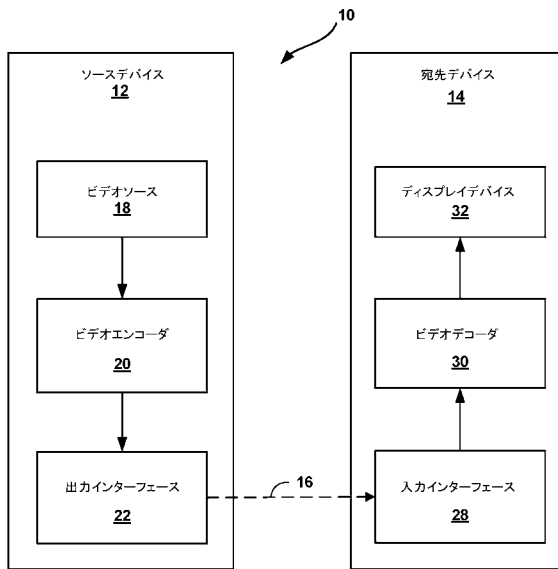 10
ソースデバイス
12
ビデオソース
18
ビデオエンコーダ
20
出力インターフェース
22
16
宛先デバイス
14
ディスプレイデバイス
32
ビデオデコーダ
30
入力インターフェース
28